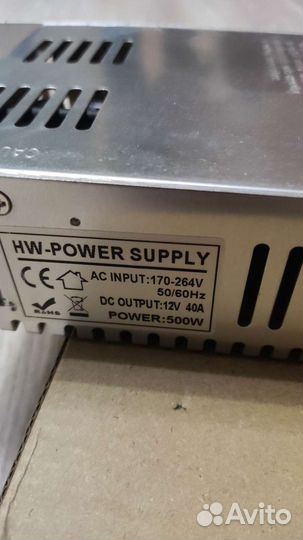 HW-POWER SUPPLY
CE AC INPUT:170-264V
50/60Hz
DC OUTPUT:12V 40A
RoHS
POWER:500W
Avito